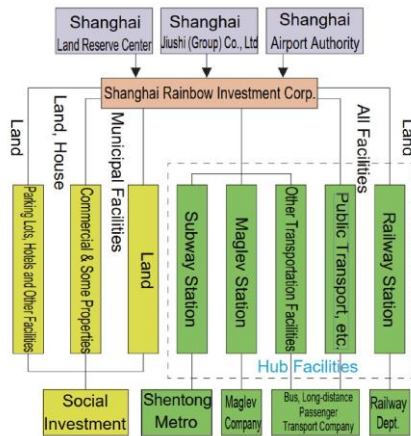 Shanghai
Land Reserve Center
Shanghai
Jiushi (Group) Co., Ltd
Shanghai
Airport Authority
Shanghai Rainbow Investment Corp.
Land
Land, House
Municipal Facilities
All Facilities
Land
Parking Lots, Hotels and Other Facilities
Commercial & Some Properties
Land
Subway Station
Maglev Station
Other Transportation Facilities
Public Transport, etc.
Railway Station
Hub Facilities
Social
Investment
Shentong
Metro
Maglev
Company
Bus, Long-distance
Passenger
Transport Company
Railway
Dept.